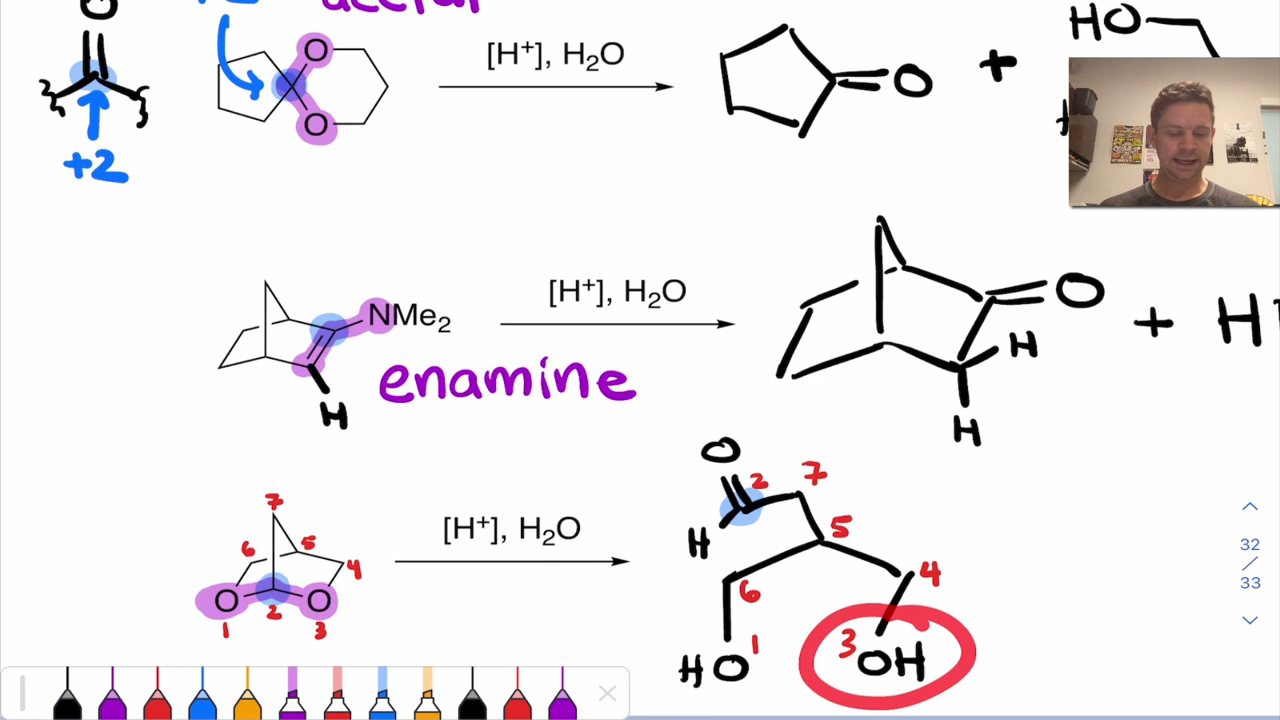 acetal
O
+2
O
O
[H⁺], H₂O
O
+
HO
NMe₂
H
enamine
[H⁺], H₂O
O
H
H
+
H
7
6
5
4
O
O
1
2
3
[H⁺], H₂O
O
2
7
H
5
6
4
1
HO
3
OH
32
/
33